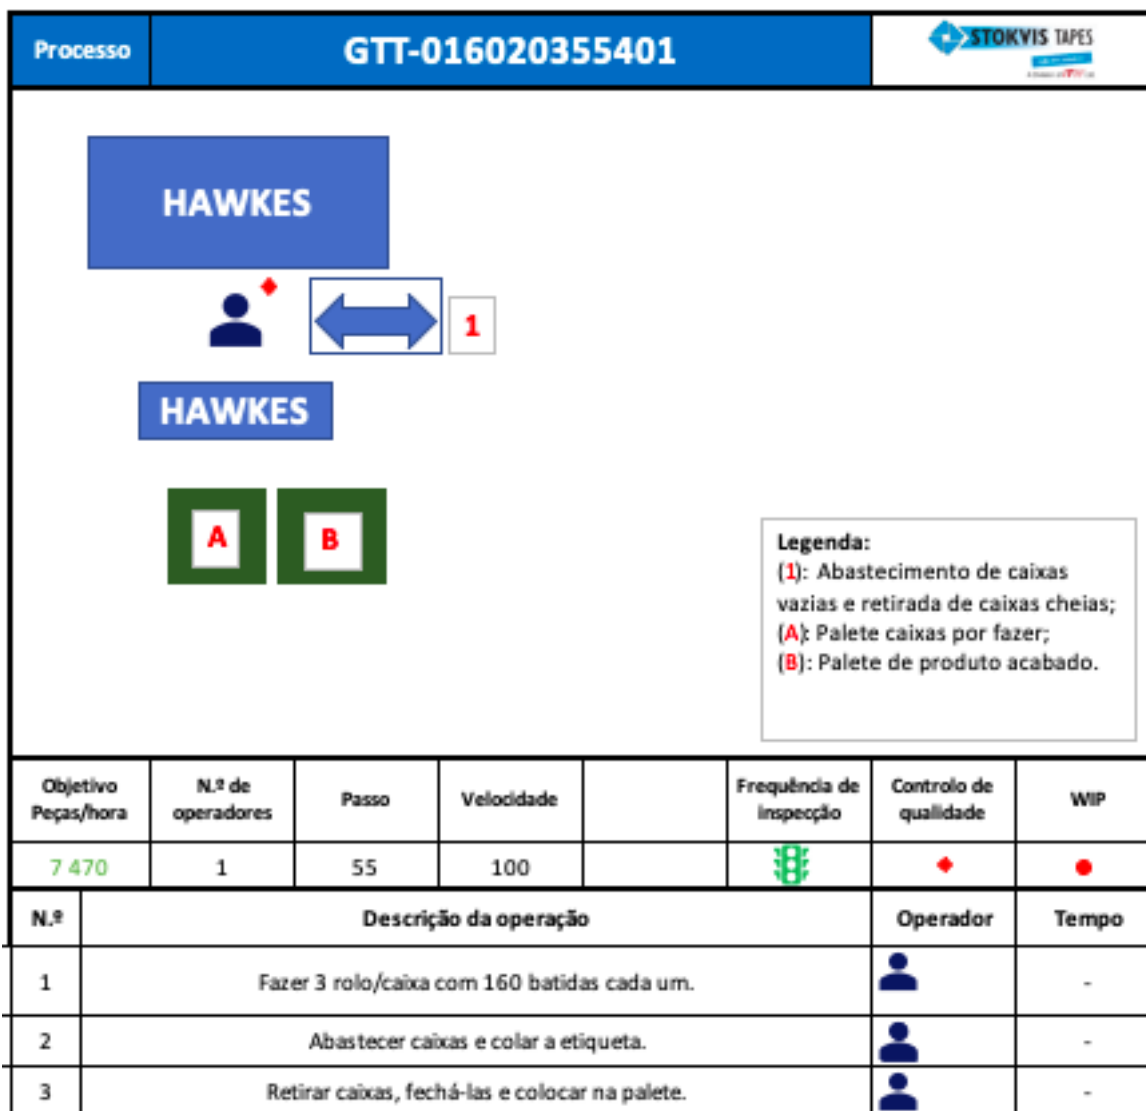 Processo
GTT-016020355401
STOKVIS TAPES
HAWKES
1
HAWKES
A
B
Legenda:
(1): Abastecimento de caixas
vazias e retirada de caixas cheias;
(A): Palete caixas por fazer;
(B): Palete de produto acabado.
Objetivo
Peças/hora
N.º de
operadores
Passo
Velocidade
Frequência de
inspecção
Controlo de
qualidade
WIP
7 470
1
55
100
N.º
Descrição da operação
Operador
Tempo
1
Fazer 3 rolo/caixa com 160 batidas cada um.
-
2
Abastecer caixas e colar a etiqueta.
-
3
Retirar caixas, fechá-las e colocar na palete.
-